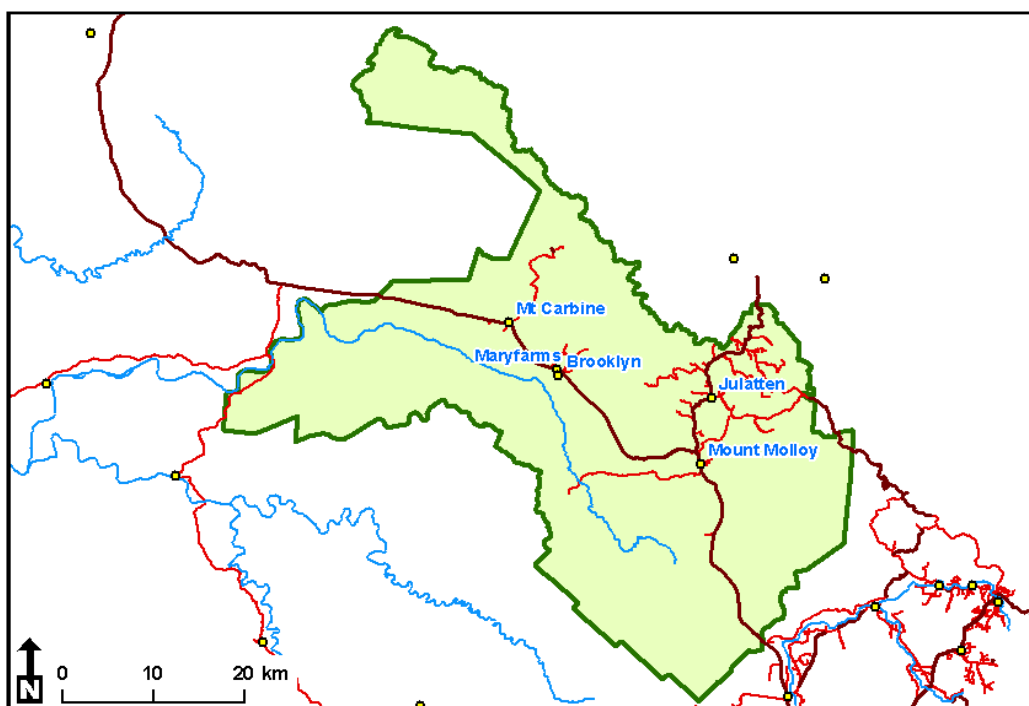 Mt Carbine
Maryfarms
Brooklyn
Julatten
Mount Molloy
N
0 10 20 km